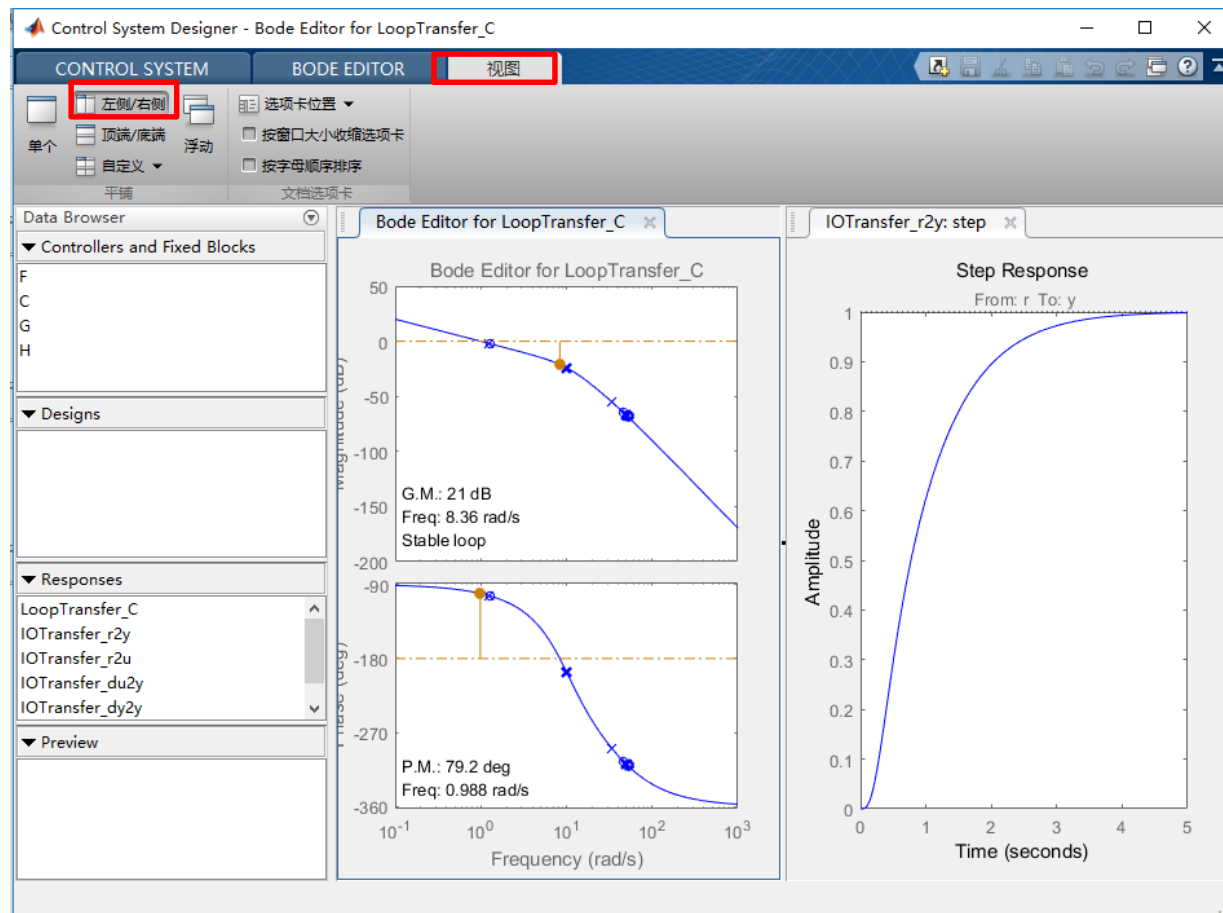 Control System Designer - Bode Editor for LoopTransfer_C
CONTROL SYSTEM
BODE EDITOR
视图
单个
左侧/右侧
顶端/底端
自定义
浮动
选项卡位置
按窗口大小收缩选项卡
按字母顺序排序
平铺
文档选项卡
Data Browser
Controllers and Fixed Blocks
F
C
G
H
Designs
Responses
LoopTransfer_C
IOTransfer_r2y
IOTransfer_r2u
IOTransfer_du2y
IOTransfer_dy2y
Preview
Bode Editor for LoopTransfer_C
Bode Editor for LoopTransfer_C
50
0
-50
-100
-150
-200
Magnitude (dB)
G.M.: 21 dB
Freq: 8.36 rad/s
Stable loop
-90
-180
-270
-360
Phase (deg)
P.M.: 79.2 deg
Freq: 0.988 rad/s
10^-1 10^0 10^1 10^2 10^3
Frequency (rad/s)
IOTransfer_r2y: step
Step Response
From: r To: y
1
0.9
0.8
0.7
0.6
0.5
0.4
0.3
0.2
0.1
0
Amplitude
0 1 2 3 4 5
Time (seconds)